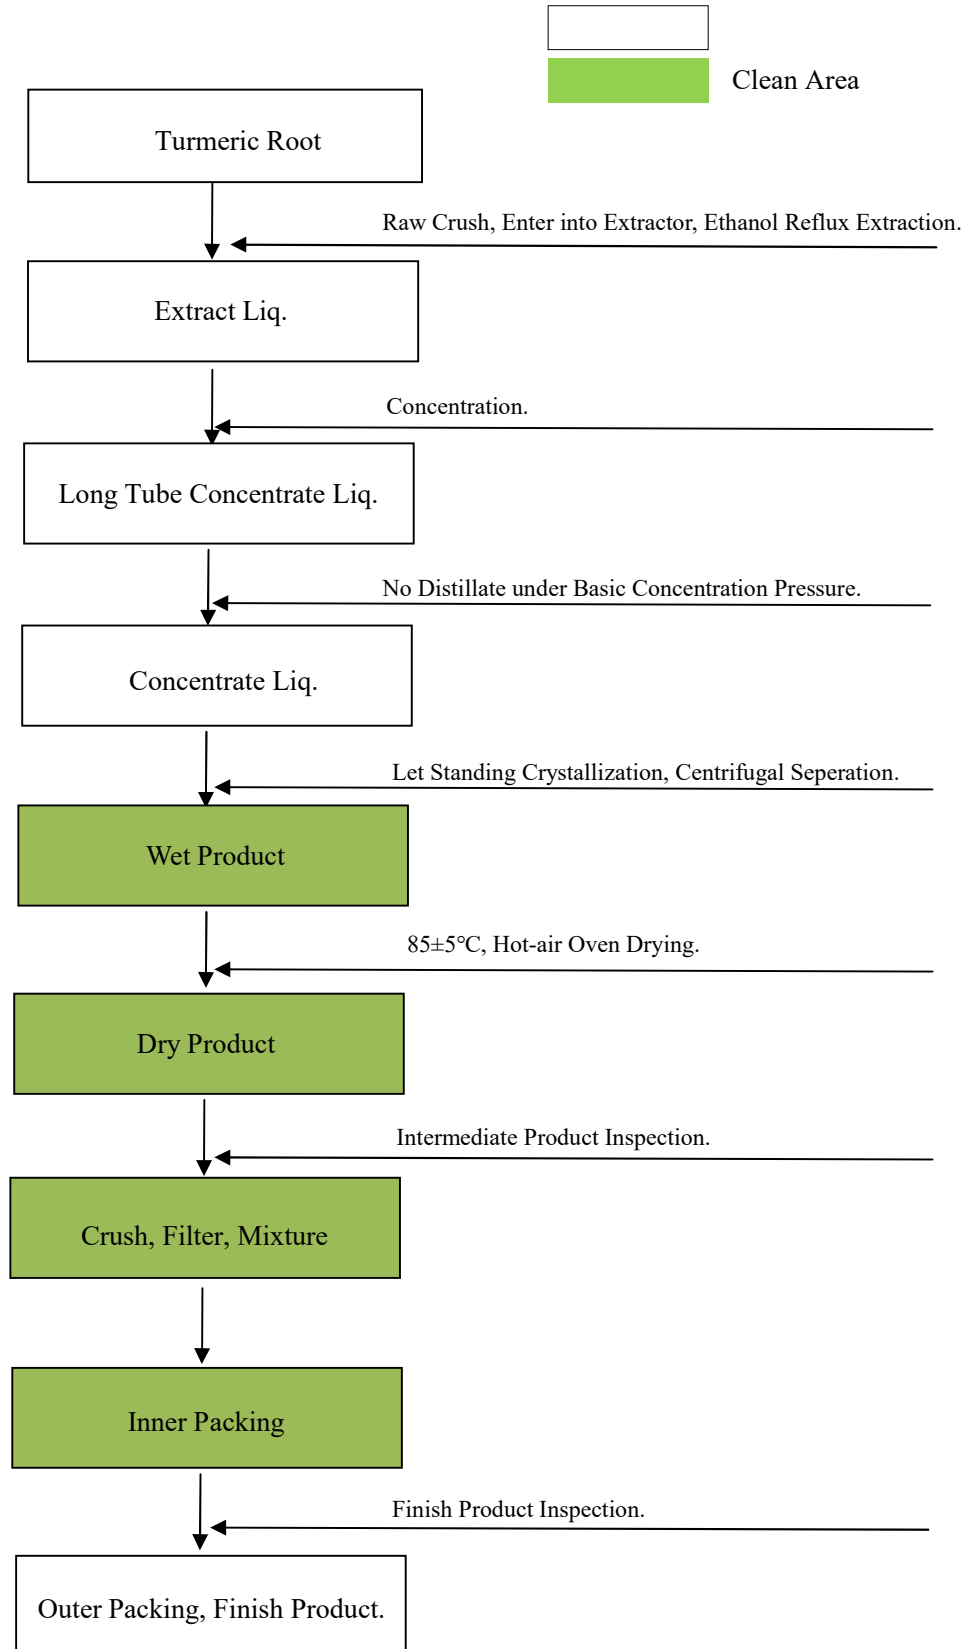 Clean Area
Turmeric Root
Raw Crush, Enter into Extractor, Ethanol Reflux Extraction.
Extract Liq.
Concentration.
Long Tube Concentrate Liq.
No Distillate under Basic Concentration Pressure.
Concentrate Liq.
Let Standing Crystallization, Centrifugal Seperation.
Wet Product
85±5℃, Hot-air Oven Drying.
Dry Product
Intermediate Product Inspection.
Crush, Filter, Mixture
Inner Packing
Finish Product Inspection.
Outer Packing, Finish Product.